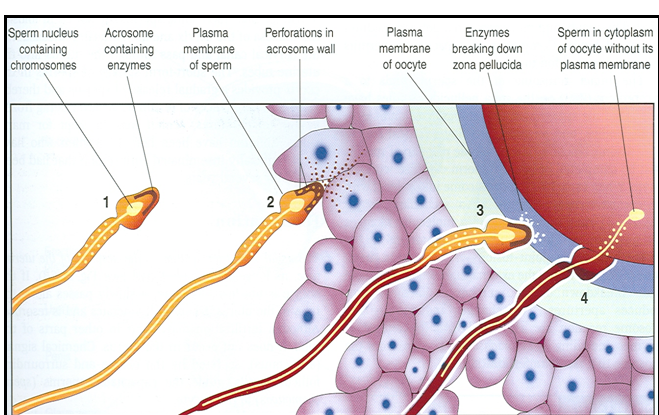 Sperm nucleus
containing
chromosomes
Acrosome
containing
enzymes
Plasma
membrane
of sperm
Perforations in
acrosome wall
Plasma
membrane
of oocyte
Enzymes
breaking down
zona pellucida
Sperm in cytoplasm
of oocyte without its
plasma membrane
1
2
3
4